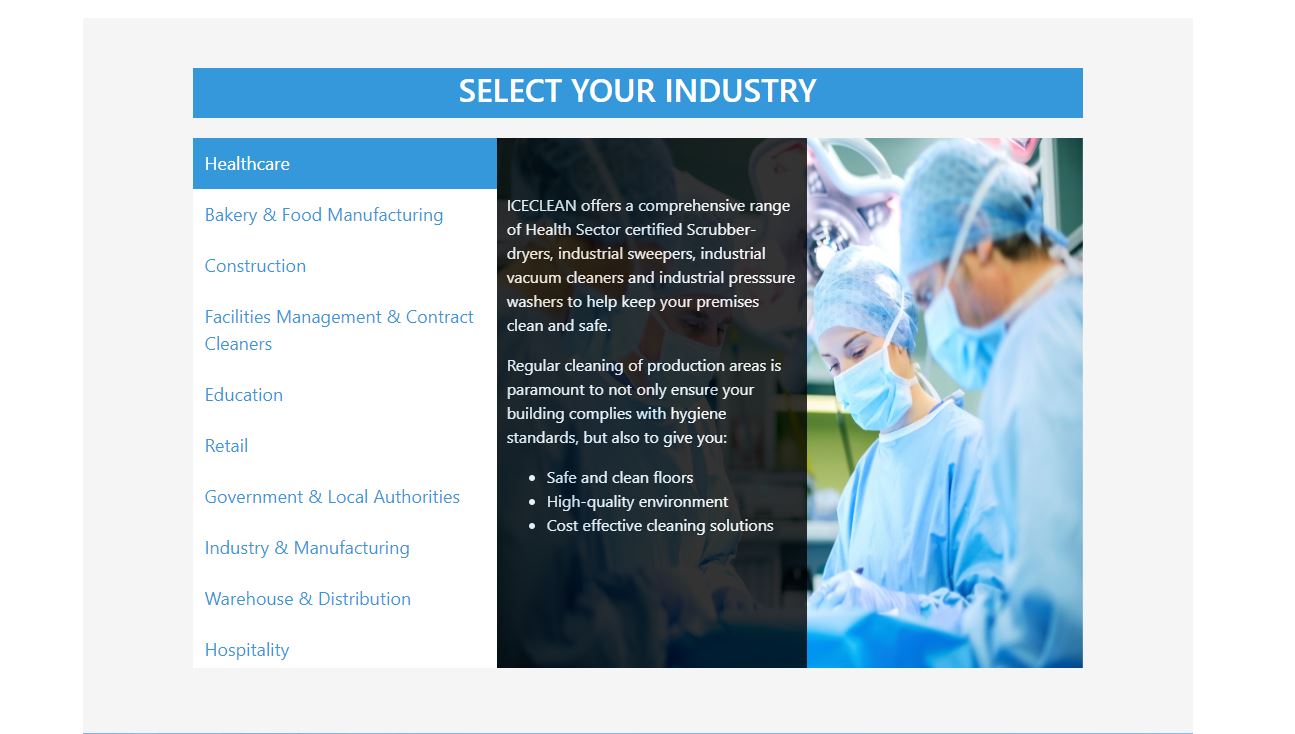 SELECT YOUR INDUSTRY
Healthcare
Bakery & Food Manufacturing
Construction
Facilities Management & Contract
Cleaners
Education
Retail
Government & Local Authorities
Industry & Manufacturing
Warehouse & Distribution
Hospitality
ICECLEAN offers a comprehensive range
of Health Sector certified Scrubber-
dryers, industrial sweepers, industrial
vacuum cleaners and industrial presssure
washers to help keep your premises
clean and safe.
Regular cleaning of production areas is
paramount to not only ensure your
building complies with hygiene
standards, but also to give you:
• Safe and clean floors
• High-quality environment
• Cost effective cleaning solutions